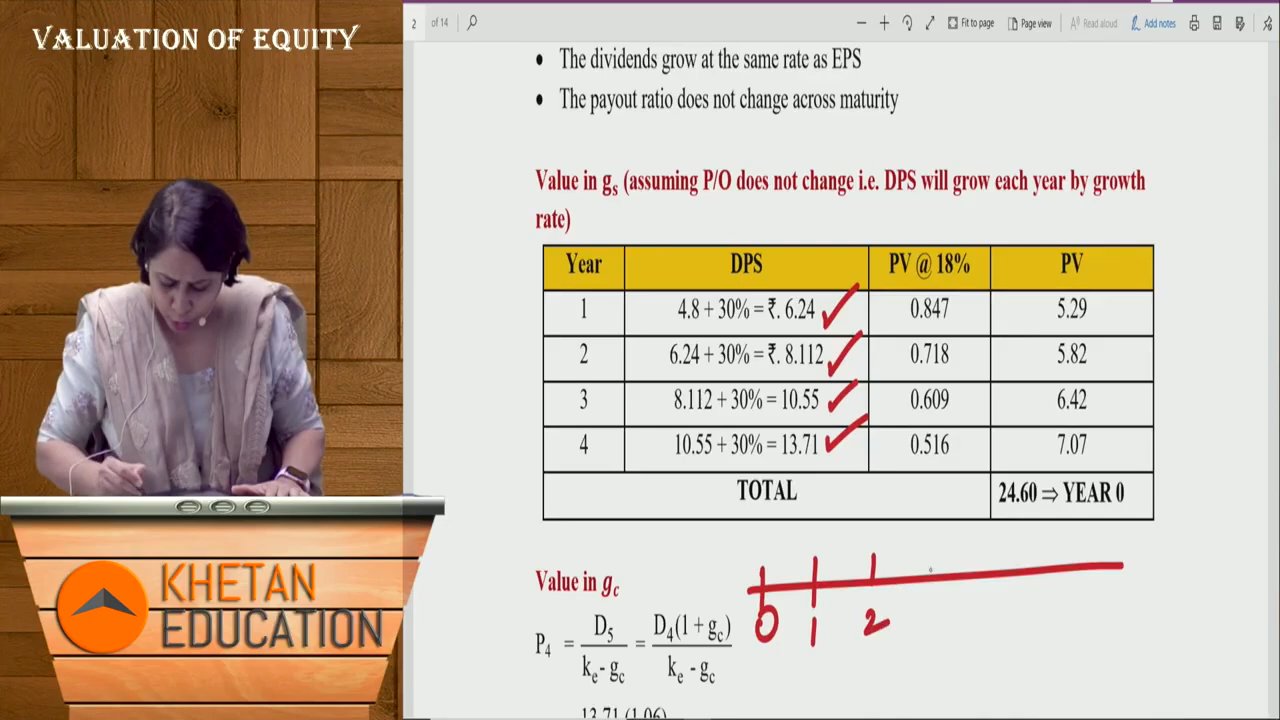 VALUATION OF EQUITY
2 of 14
Fit to page Page view Read aloud Add notes
• The dividends grow at the same rate as EPS
• The payout ratio does not change across maturity
Value in gs (assuming P/O does not change i.e. DPS will grow each year by growth
rate)
Year DPS PV @ 18% PV
1 4.8 + 30% = ₹. 6.24 0.847 5.29
2 6.24 + 30% = ₹. 8.112 0.718 5.82
3 8.112 + 30% = 10.55 0.609 6.42
4 10.55 + 30% = 13.71 0.516 7.07
TOTAL 24.60 ⇒ YEAR 0
Value in gc
P4 = D5 / ke - gc = D4(1 + gc) / ke - gc
13.71 (1.06)
0 1 2
KHETAN
EDUCATION